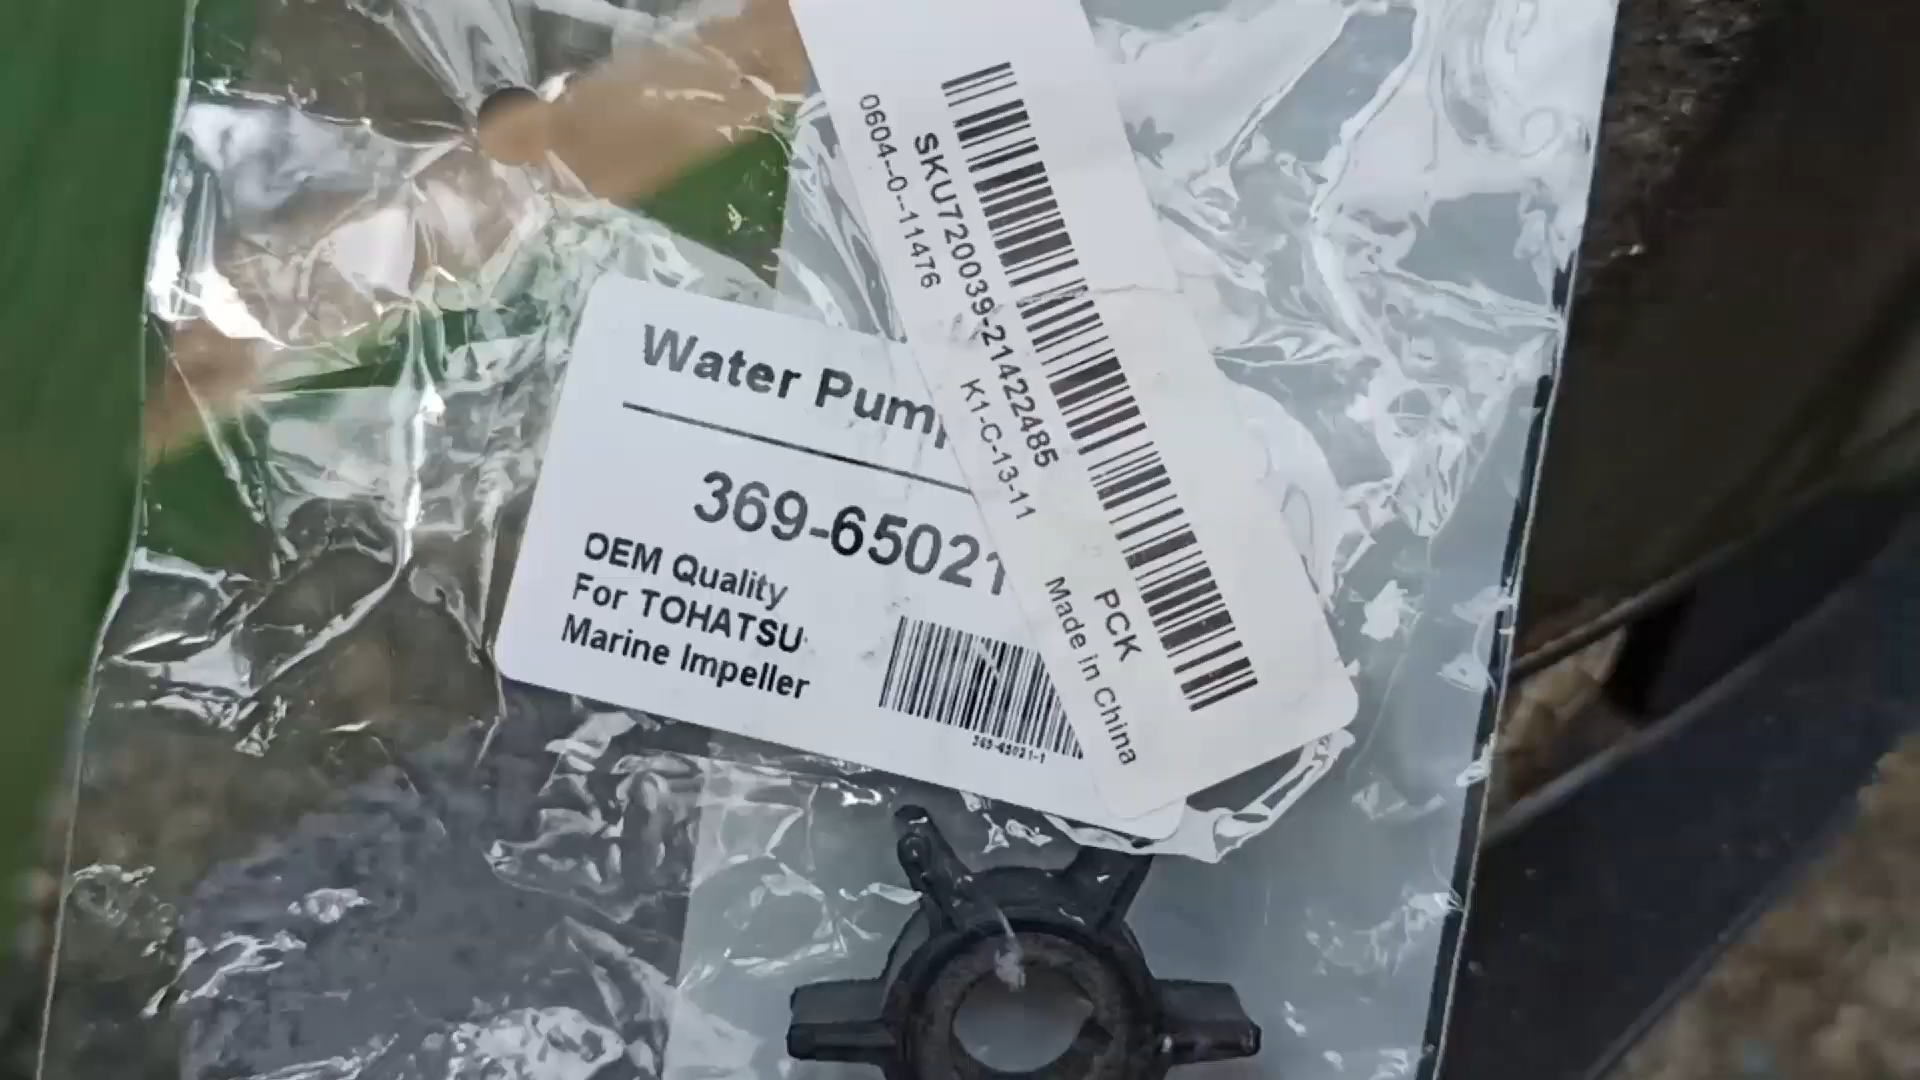 Water Pum
369-65021
OEM Quality
For TOHATSU
Marine Impeller
369-65021-1
SKU720039-21422485
0604--0--11476
K1-C-13-11
PCK
Made in China